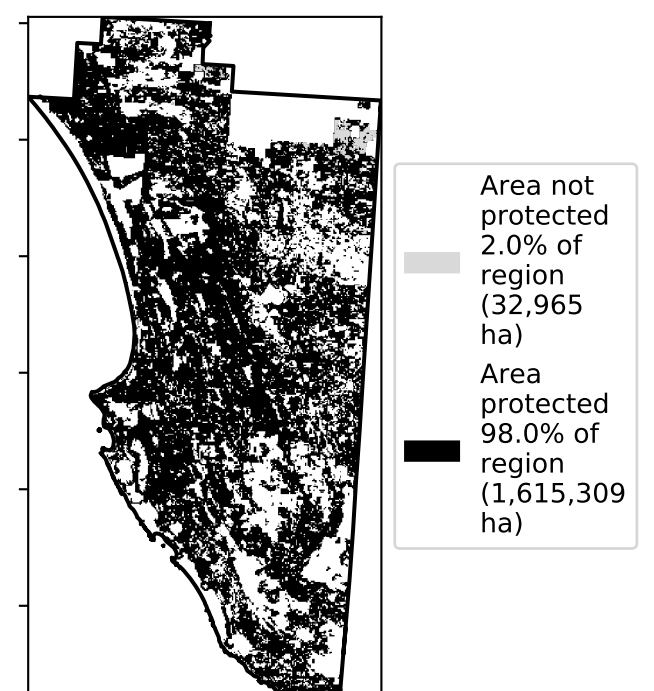 Area not
protected
2.0% of
region
(32,965
ha)
Area
protected
98.0% of
region
(1,615,309
ha)